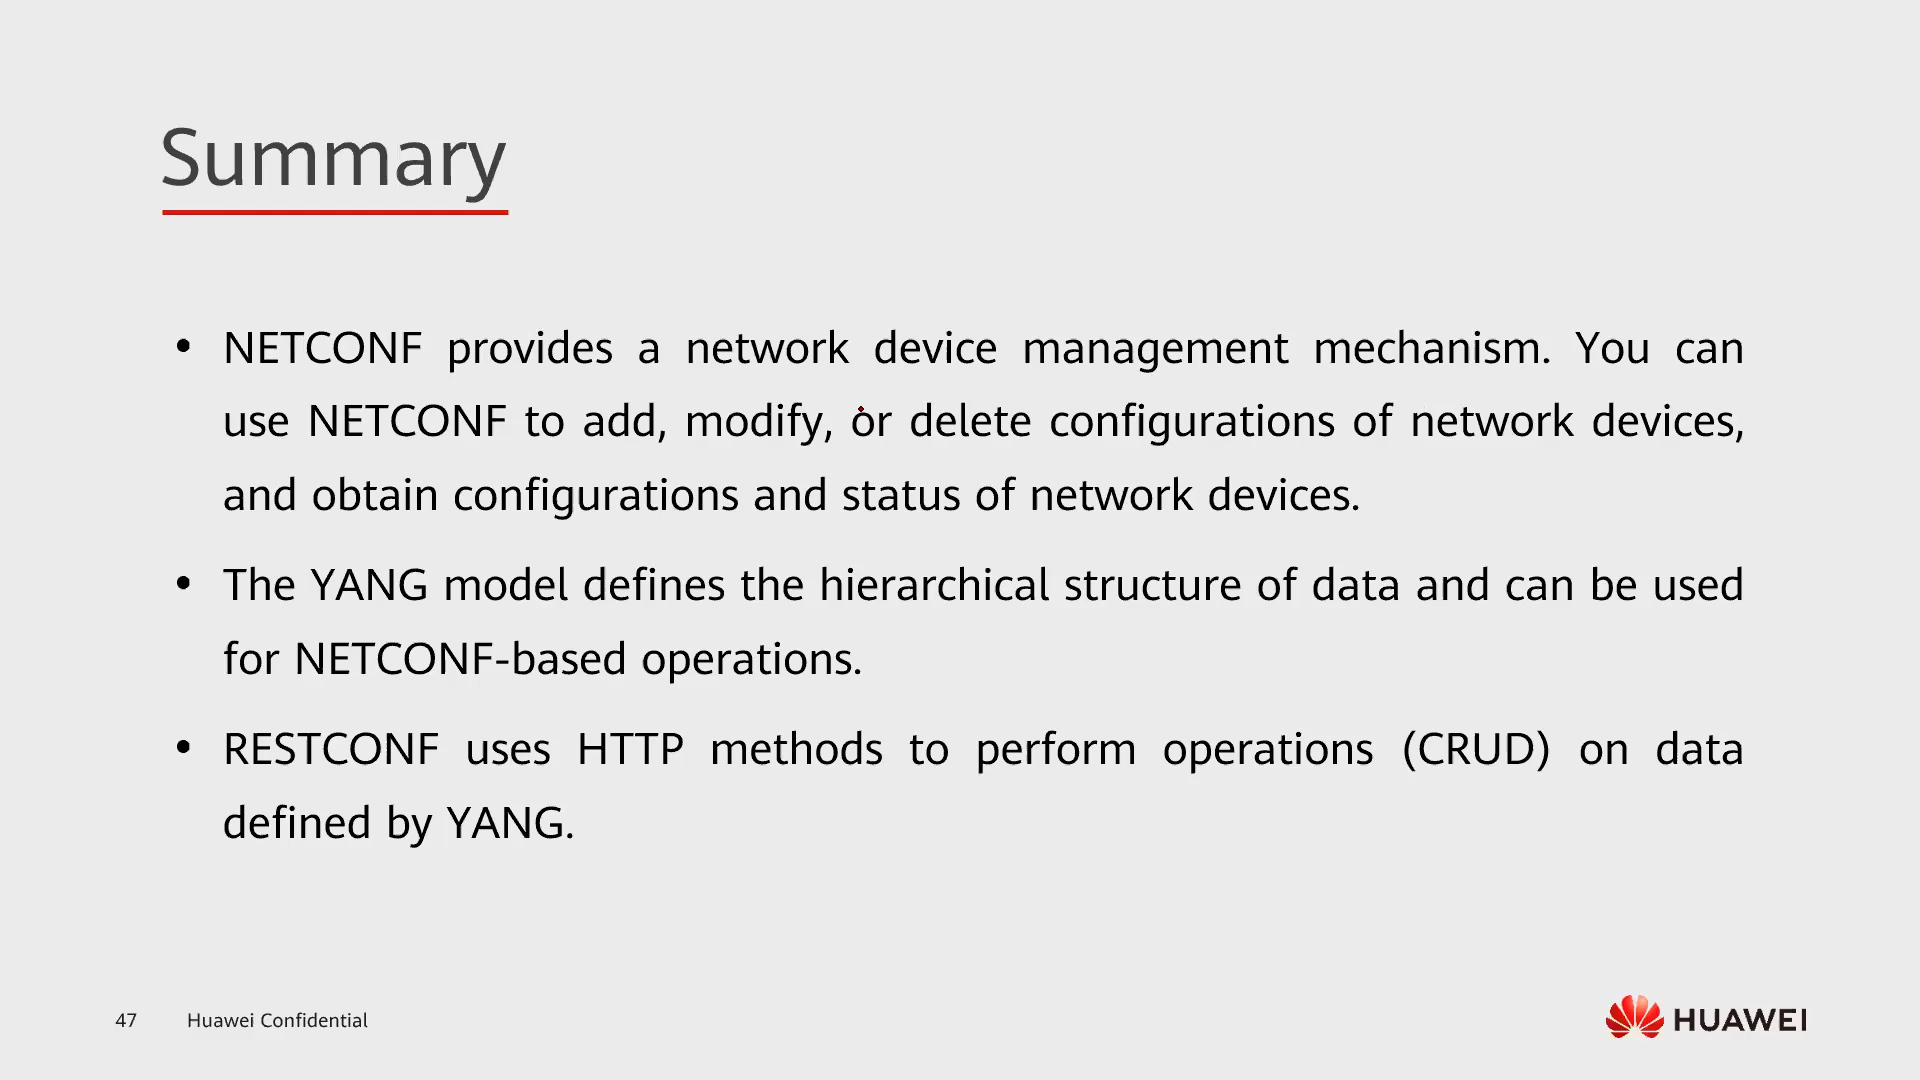 Summary
• NETCONF provides a network device management mechanism. You can
use NETCONF to add, modify, or delete configurations of network devices,
and obtain configurations and status of network devices.
• The YANG model defines the hierarchical structure of data and can be used
for NETCONF-based operations.
• RESTCONF uses HTTP methods to perform operations (CRUD) on data
defined by YANG.
47 Huawei Confidential
HUAWEI